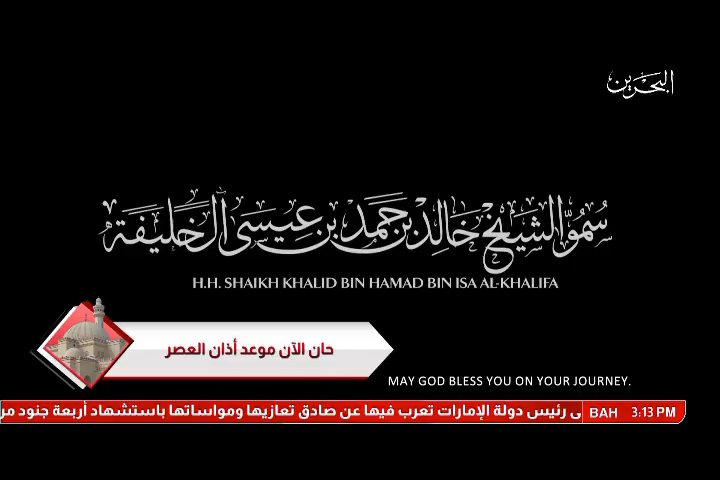 البحرين
سمو الشيخ خالد بن حمد بن عيسى آل خليفة
H.H. SHAIKH KHALID BIN HAMAD BIN ISA AL-KHALIFA
حان الآن موعد أذان العصر
MAY GOD BLESS YOU ON YOUR JOURNEY.
رئيس دولة الإمارات تعرب فيها عن صادق تعازيها ومواساتها باستشهاد أربعة جنود
BAH 3:13 PM